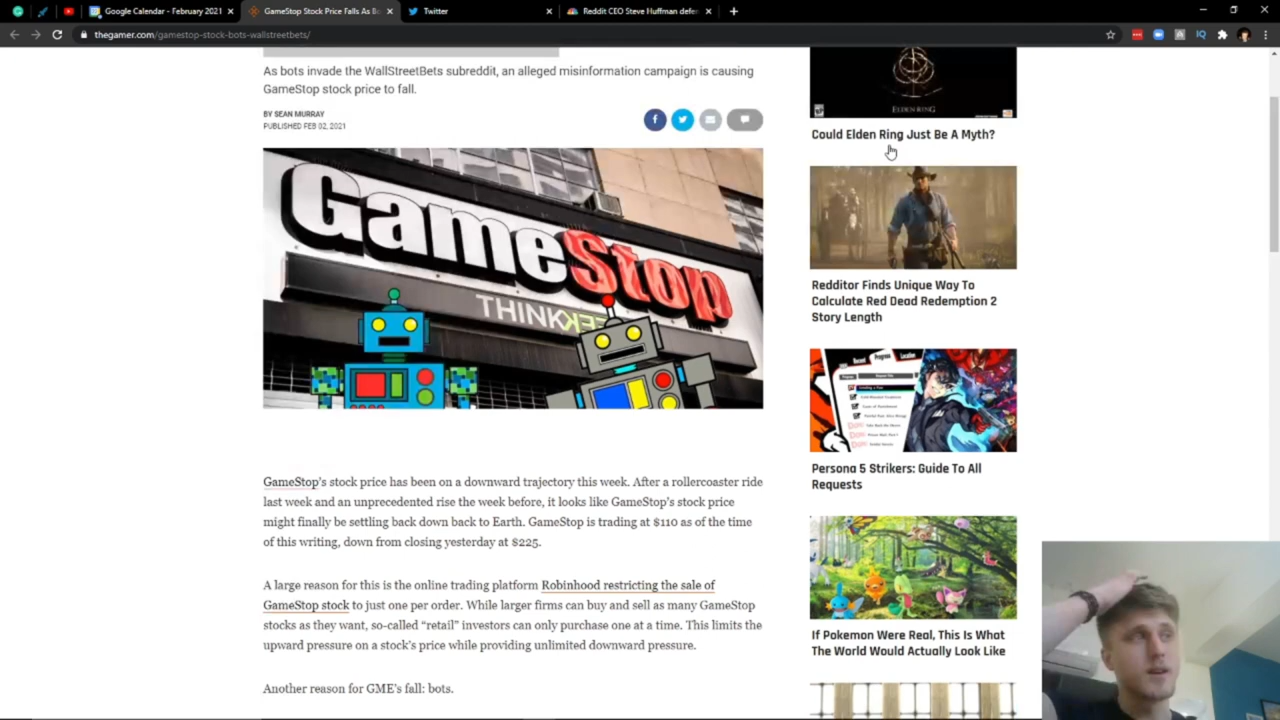 Google Calendar - February 2021
GameStop Stock Price Falls As Bo
Twitter
Reddit CEO Steve Huffman defen
thegamer.com/gamestop-stock-bots-wallstreetbets/
As bots invade the WallStreetBets subreddit, an alleged misinformation campaign is causing
GameStop stock price to fall.
BY SEAN MURRAY
PUBLISHED FEB 02, 2021
GameStop
THINKGEEK
GameStop's stock price has been on a downward trajectory this week. After a rollercoaster ride
last week and an unprecedented rise the week before, it looks like GameStop's stock price
might finally be settling back down back to Earth. GameStop is trading at $110 as of the time
of this writing, down from closing yesterday at $225.
A large reason for this is the online trading platform Robinhood restricting the sale of
GameStop stock to just one per order. While larger firms can buy and sell as many GameStop
stocks as they want, so-called “retail” investors can only purchase one at a time. This limits the
upward pressure on a stock's price while providing unlimited downward pressure.
Another reason for GME's fall: bots.
ELDEN RING
Could Elden Ring Just Be A Myth?
Redditor Finds Unique Way To
Calculate Red Dead Redemption 2
Story Length
Progress
Location
Persona 5 Strikers: Guide To All
Requests
If Pokemon Were Real, This Is What
The World Would Actually Look Like